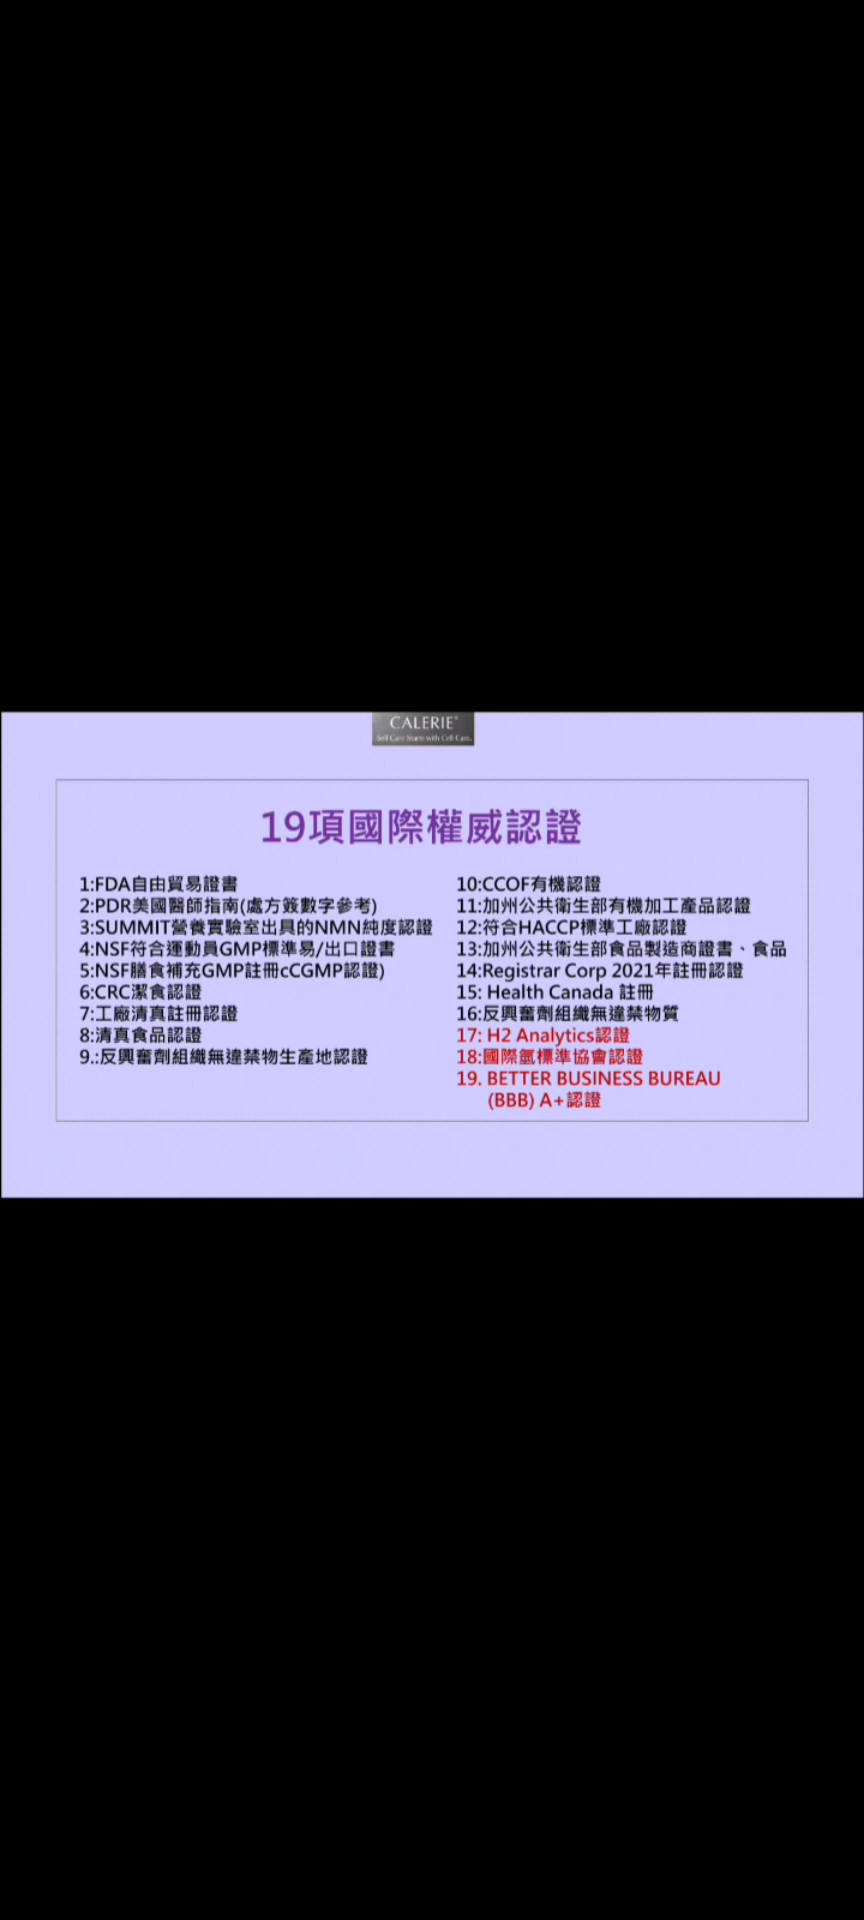 CALERIE®
Self Care Starts with Cell Care.
19項國際權威認證
1:FDA自由貿易證書
2:PDR美國醫師指南(處方簽數字參考)
3:SUMMIT營養實驗室出具的NMN純度認證
4:NSF符合運動員GMP標準易/出口證書
5:NSF膳食補充GMP註冊cCGMP認證)
6:CRC潔食認證
7:工廠清真註冊認證
8:清真食品認證
9.:反興奮劑組織無違禁物生產地認證
10:CCOF有機認證
11:加州公共衛生部有機加工產品認證
12:符合HACCP標準工廠認證
13:加州公共衛生部食品製造商證書、食品
14:Registrar Corp 2021年註冊認證
15: Health Canada 註冊
16:反興奮劑組織無違禁物質
17: H2 Analytics認證
18:國際氫標準協會認證
19. BETTER BUSINESS BUREAU
(BBB) A+認證